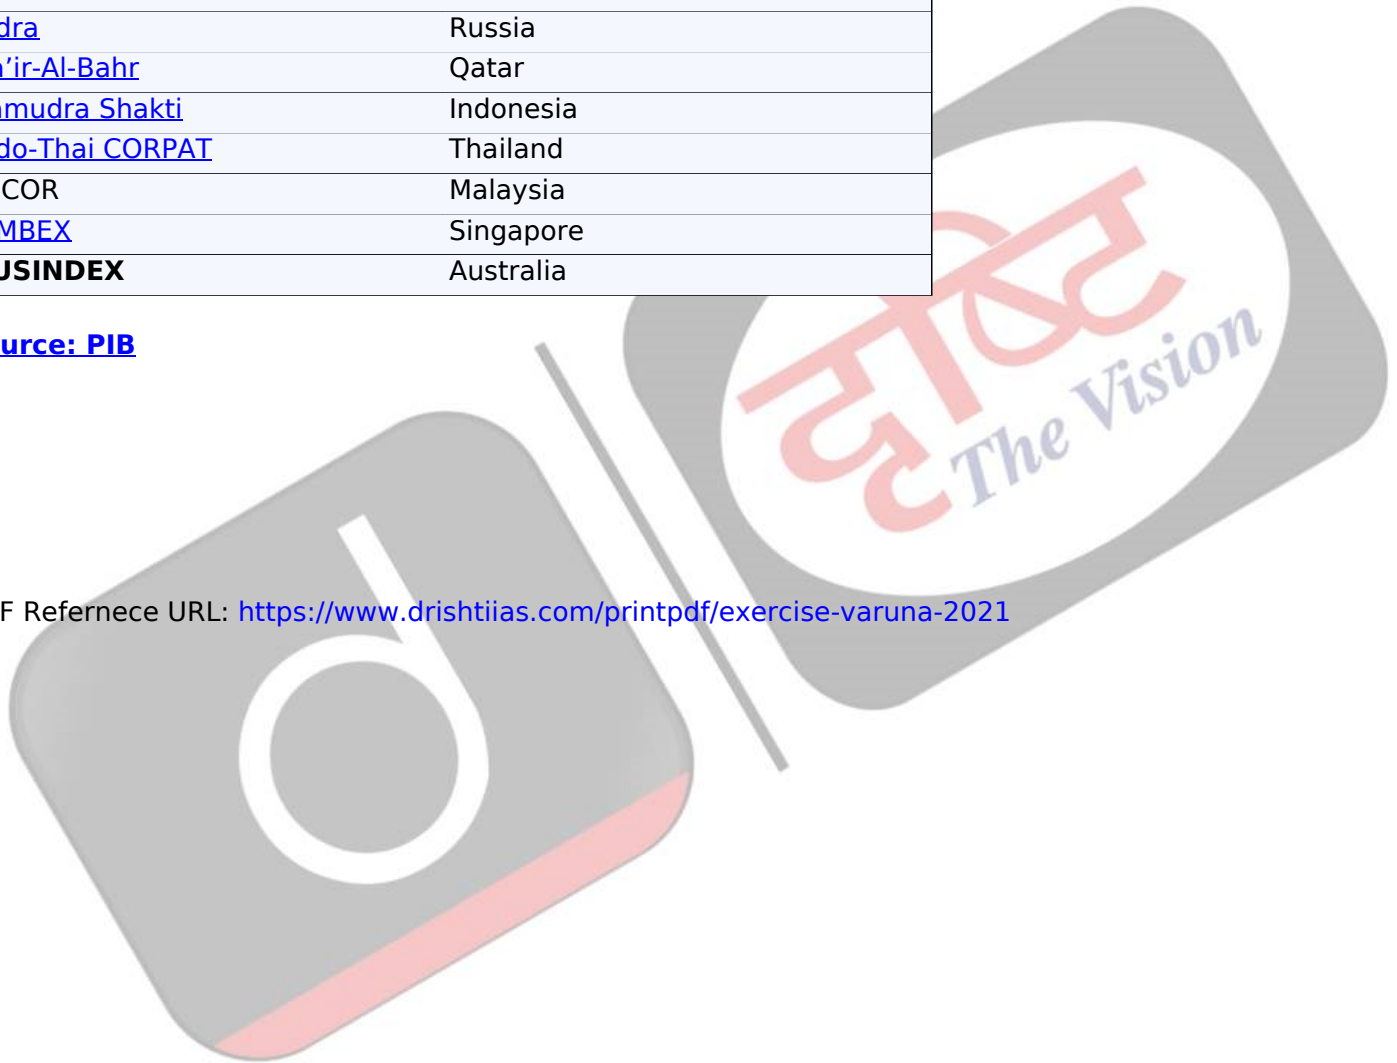 dra Russia
a’ir-Al-Bahr Qatar
amudra Shakti Indonesia
do-Thai CORPAT Thailand
COR Malaysia
MBEX Singapore
USINDEX Australia
urce: PIB
दृष्टि
The Vision
d
F Refernece URL: https://www.drishtiias.com/printpdf/exercise-varuna-2021